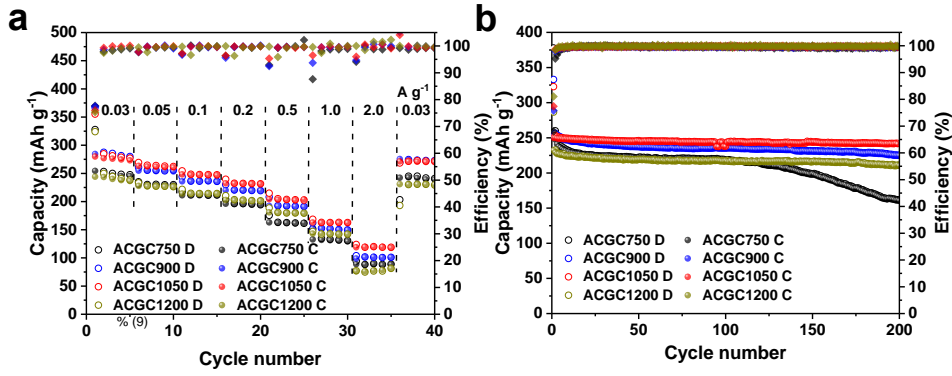 a
500
450
400
350
300
250
200
150
100
50
0
Capacity (mAh g⁻¹)
0.03 0.05 0.1 0.2 0.5 1.0 2.0 0.03
A g⁻¹
ACGC750 D ACGC750 C
ACGC900 D ACGC900 C
ACGC1050 D ACGC1050 C
ACGC1200 D ACGC1200 C
% (9)
0 10 20 30 40
Cycle number
100
90
80
70
60
50
40
30
20
10
0
Efficiency (%)
b
400
350
300
250
200
150
100
50
0
Capacity (mAh g⁻¹)
ACGC750 D ACGC750 C
ACGC900 D ACGC900 C
ACGC1050 D ACGC1050 C
ACGC1200 D ACGC1200 C
0 50 100 150 200
Cycle number
100
90
80
70
60
50
40
30
20
10
0
Efficiency (%)